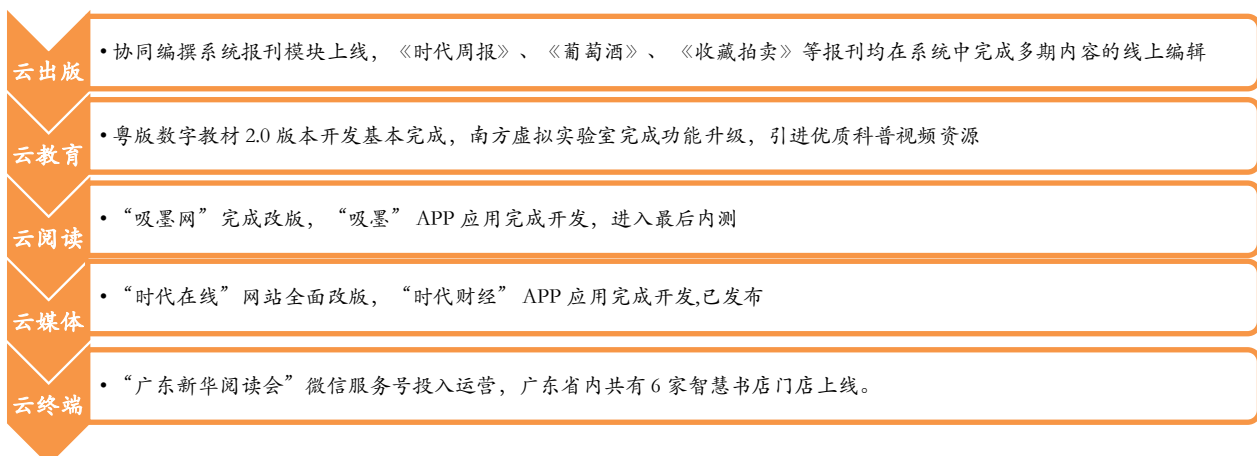 云出版
• 协同编撰系统报刊模块上线，《时代周报》、《葡萄酒》、《收藏拍卖》等报刊均在系统中完成多期内容的线上编辑
云教育
• 粤版数字教材 2.0 版本开发基本完成，南方虚拟实验室完成功能升级，引进优质科普视频资源
云阅读
• “吸墨网”完成改版，“吸墨” APP 应用完成开发，进入最后内测
云媒体
• “时代在线”网站全面改版，“时代财经” APP 应用完成开发,已发布
云终端
• “广东新华阅读会”微信服务号投入运营，广东省内共有 6 家智慧书店门店上线。